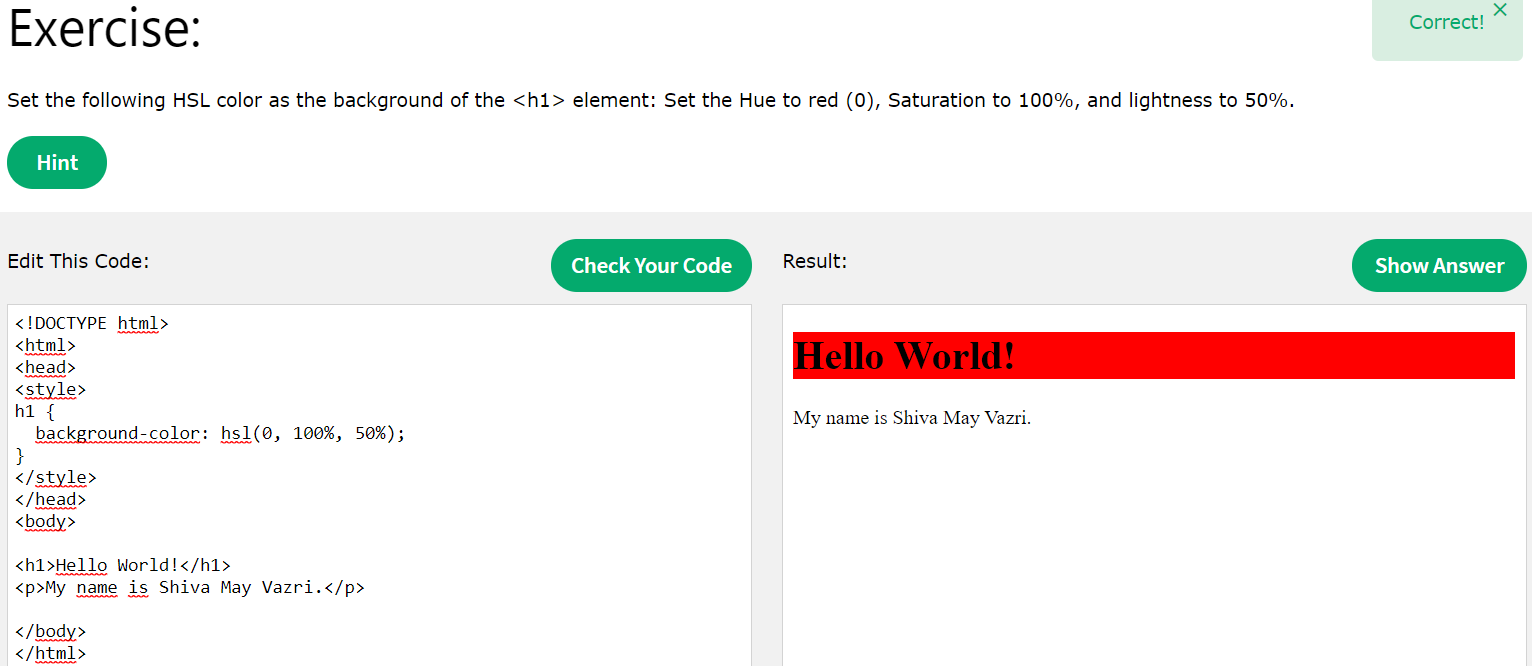 Exercise:
Correct! ×
Set the following HSL color as the background of the <h1> element: Set the Hue to red (0), Saturation to 100%, and lightness to 50%.
Hint
Edit This Code:
Check Your Code
Result:
Show Answer
<!DOCTYPE html>
<html>
<head>
<style>
h1 {
  background-color: hsl(0, 100%, 50%);
}
</style>
</head>
<body>
<h1>Hello World!</h1>
<p>My name is Shiva May Vazri.</p>
</body>
</html>
Hello World!
My name is Shiva May Vazri.